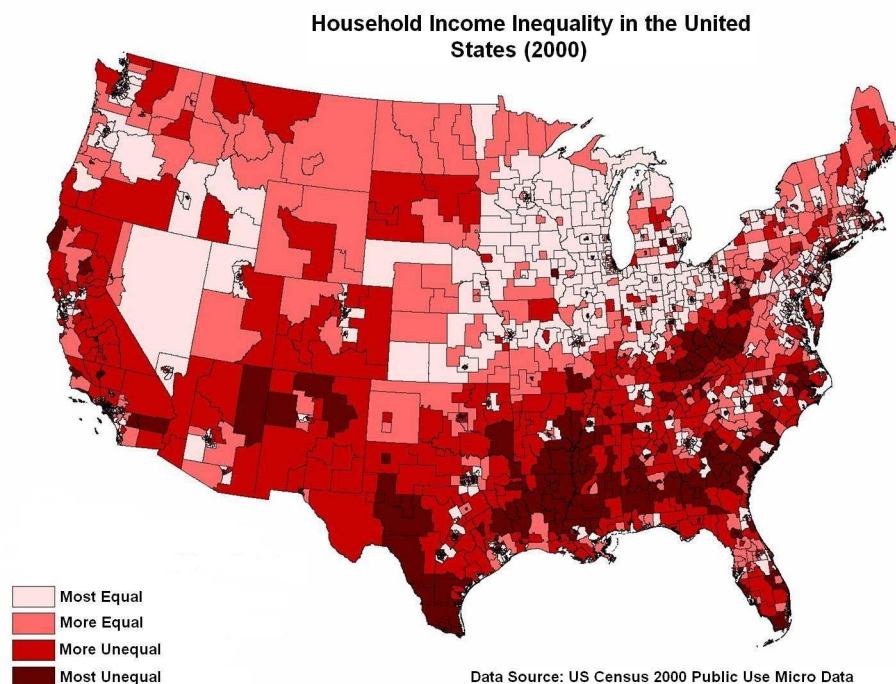 Household Income Inequality in the United
States (2000)
Most Equal
More Equal
More Unequal
Most Unequal
Data Source: US Census 2000 Public Use Micro Data